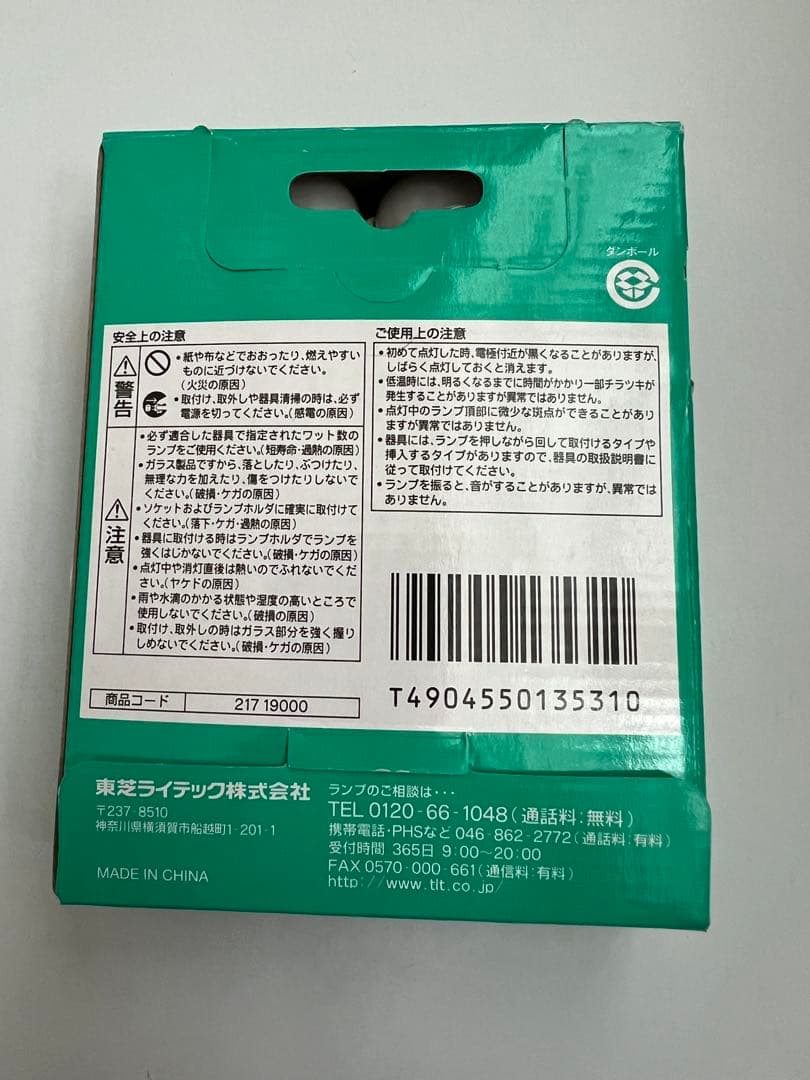 ダンボール
安全上の注意
警告
・紙や布などでおおったり、燃えやすい
ものに近づけないでください。
(火災の原因)
・取付け、取外しや器具清掃の時は、必ず
電源を切ってください。(感電の原因)
注意
・必ず適合した器具で指定されたワット数の
ランプをご使用ください。(短寿命・過熱の原因)
・ガラス製品ですから、落としたり、ぶつけたり、
無理な力を加えたり、傷をつけたりしないで
ください。(破損・ケガの原因)
・ソケットおよびランプホルダに確実に取付けて
ください。(落下・ケガ・過熱の原因)
・器具に取付ける時はランプホルダでランプを
強くはじかないでください。(破損・ケガの原因)
・点灯中や消灯直後は熱いのでふれないでくだ
さい。(ヤケドの原因)
・雨や水滴のかかる状態や湿度の高いところで
使用しないでください。(破損の原因)
・取付け、取外しの時はガラス部分を強く握り
しめないでください。(破損・ケガの原因)
ご使用上の注意
・初めて点灯した時、電極付近が黒くなることがありますが、
しばらく点灯しておくと消えます。
・低温時には、明るくなるまでに時間がかかり一部チラツキが
発生することがありますが異常ではありません。
・点灯中のランプ頂部に微少な斑点ができることがあり
ますが異常ではありません。
・器具には、ランプを押しながら回して取付けるタイプや
挿入するタイプがありますので、器具の取扱説明書に
従って取付けてください。
・ランプを振ると、音がすることがありますが、異常では
ありません。
商品コード 217 19000
T4904550135310
東芝ライテック株式会社
〒237-8510
神奈川県横須賀市船越町1-201-1
MADE IN CHINA
ランプのご相談は・・・
TEL 0120-66-1048(通話料:無料)
携帯電話・PHSなど 046-862-2772(通話料:有料)
受付時間 365日 9:00〜20:00
FAX 0570-000-661(通信料:有料)
http://www.tlt.co.jp/